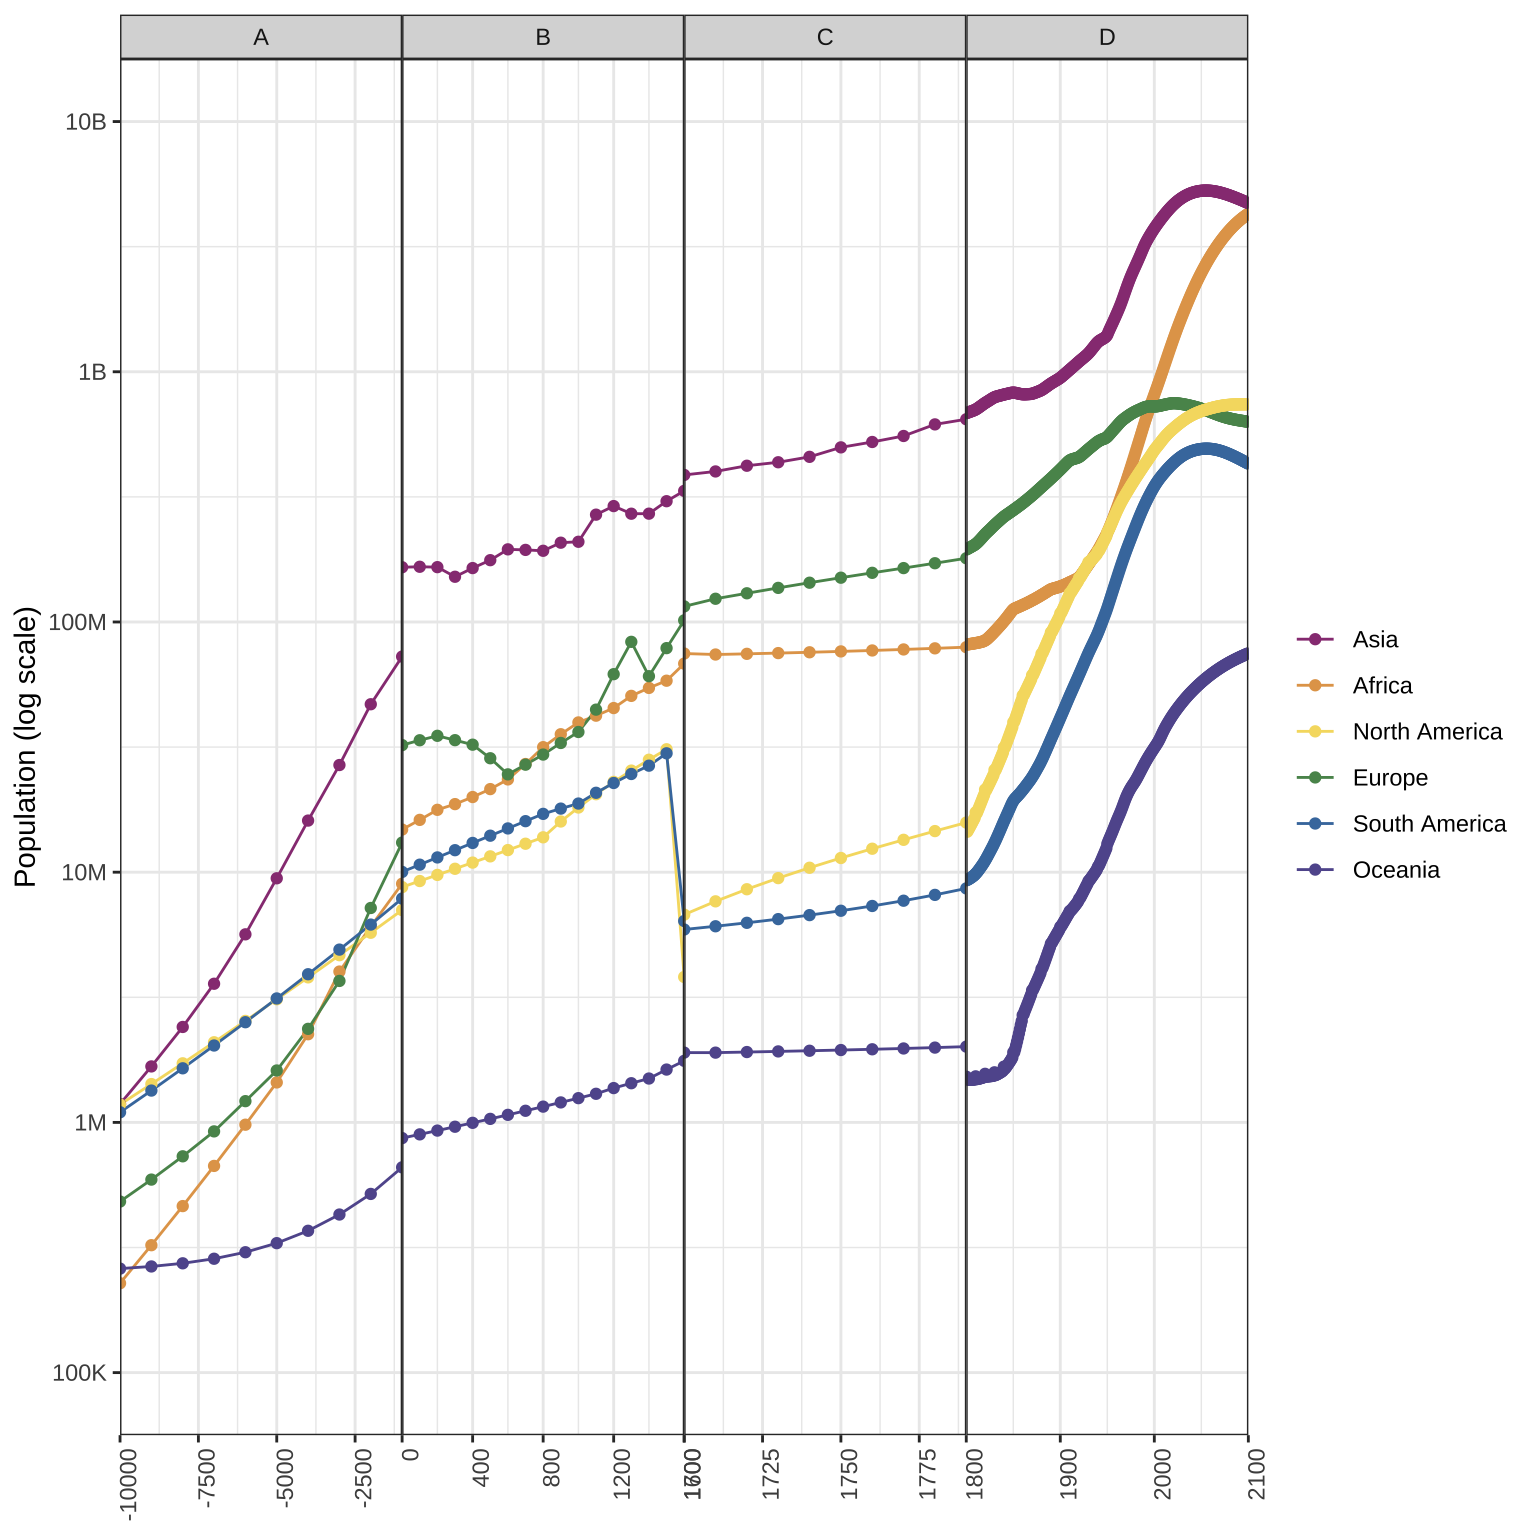 A B C D
10B
1B
100M
10M
1M
100K
Population (log scale)
-10000 -7500 -5000 -2500 0 400 800 1200 1600 1725 1750 1775 1800 1900 2000 2100
Asia
Africa
North America
Europe
South America
Oceania